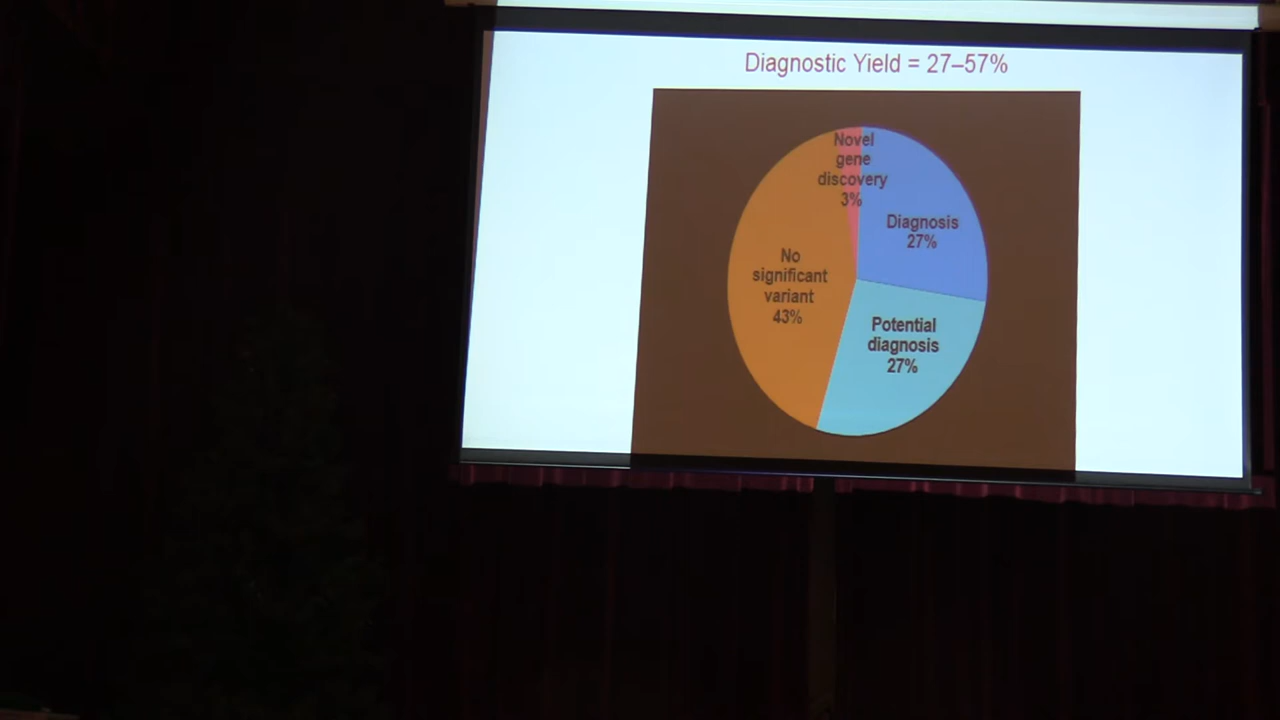 Diagnostic Yield = 27–57%
Novel
gene
discovery
3%
Diagnosis
27%
No
significant
variant
43%
Potential
diagnosis
27%